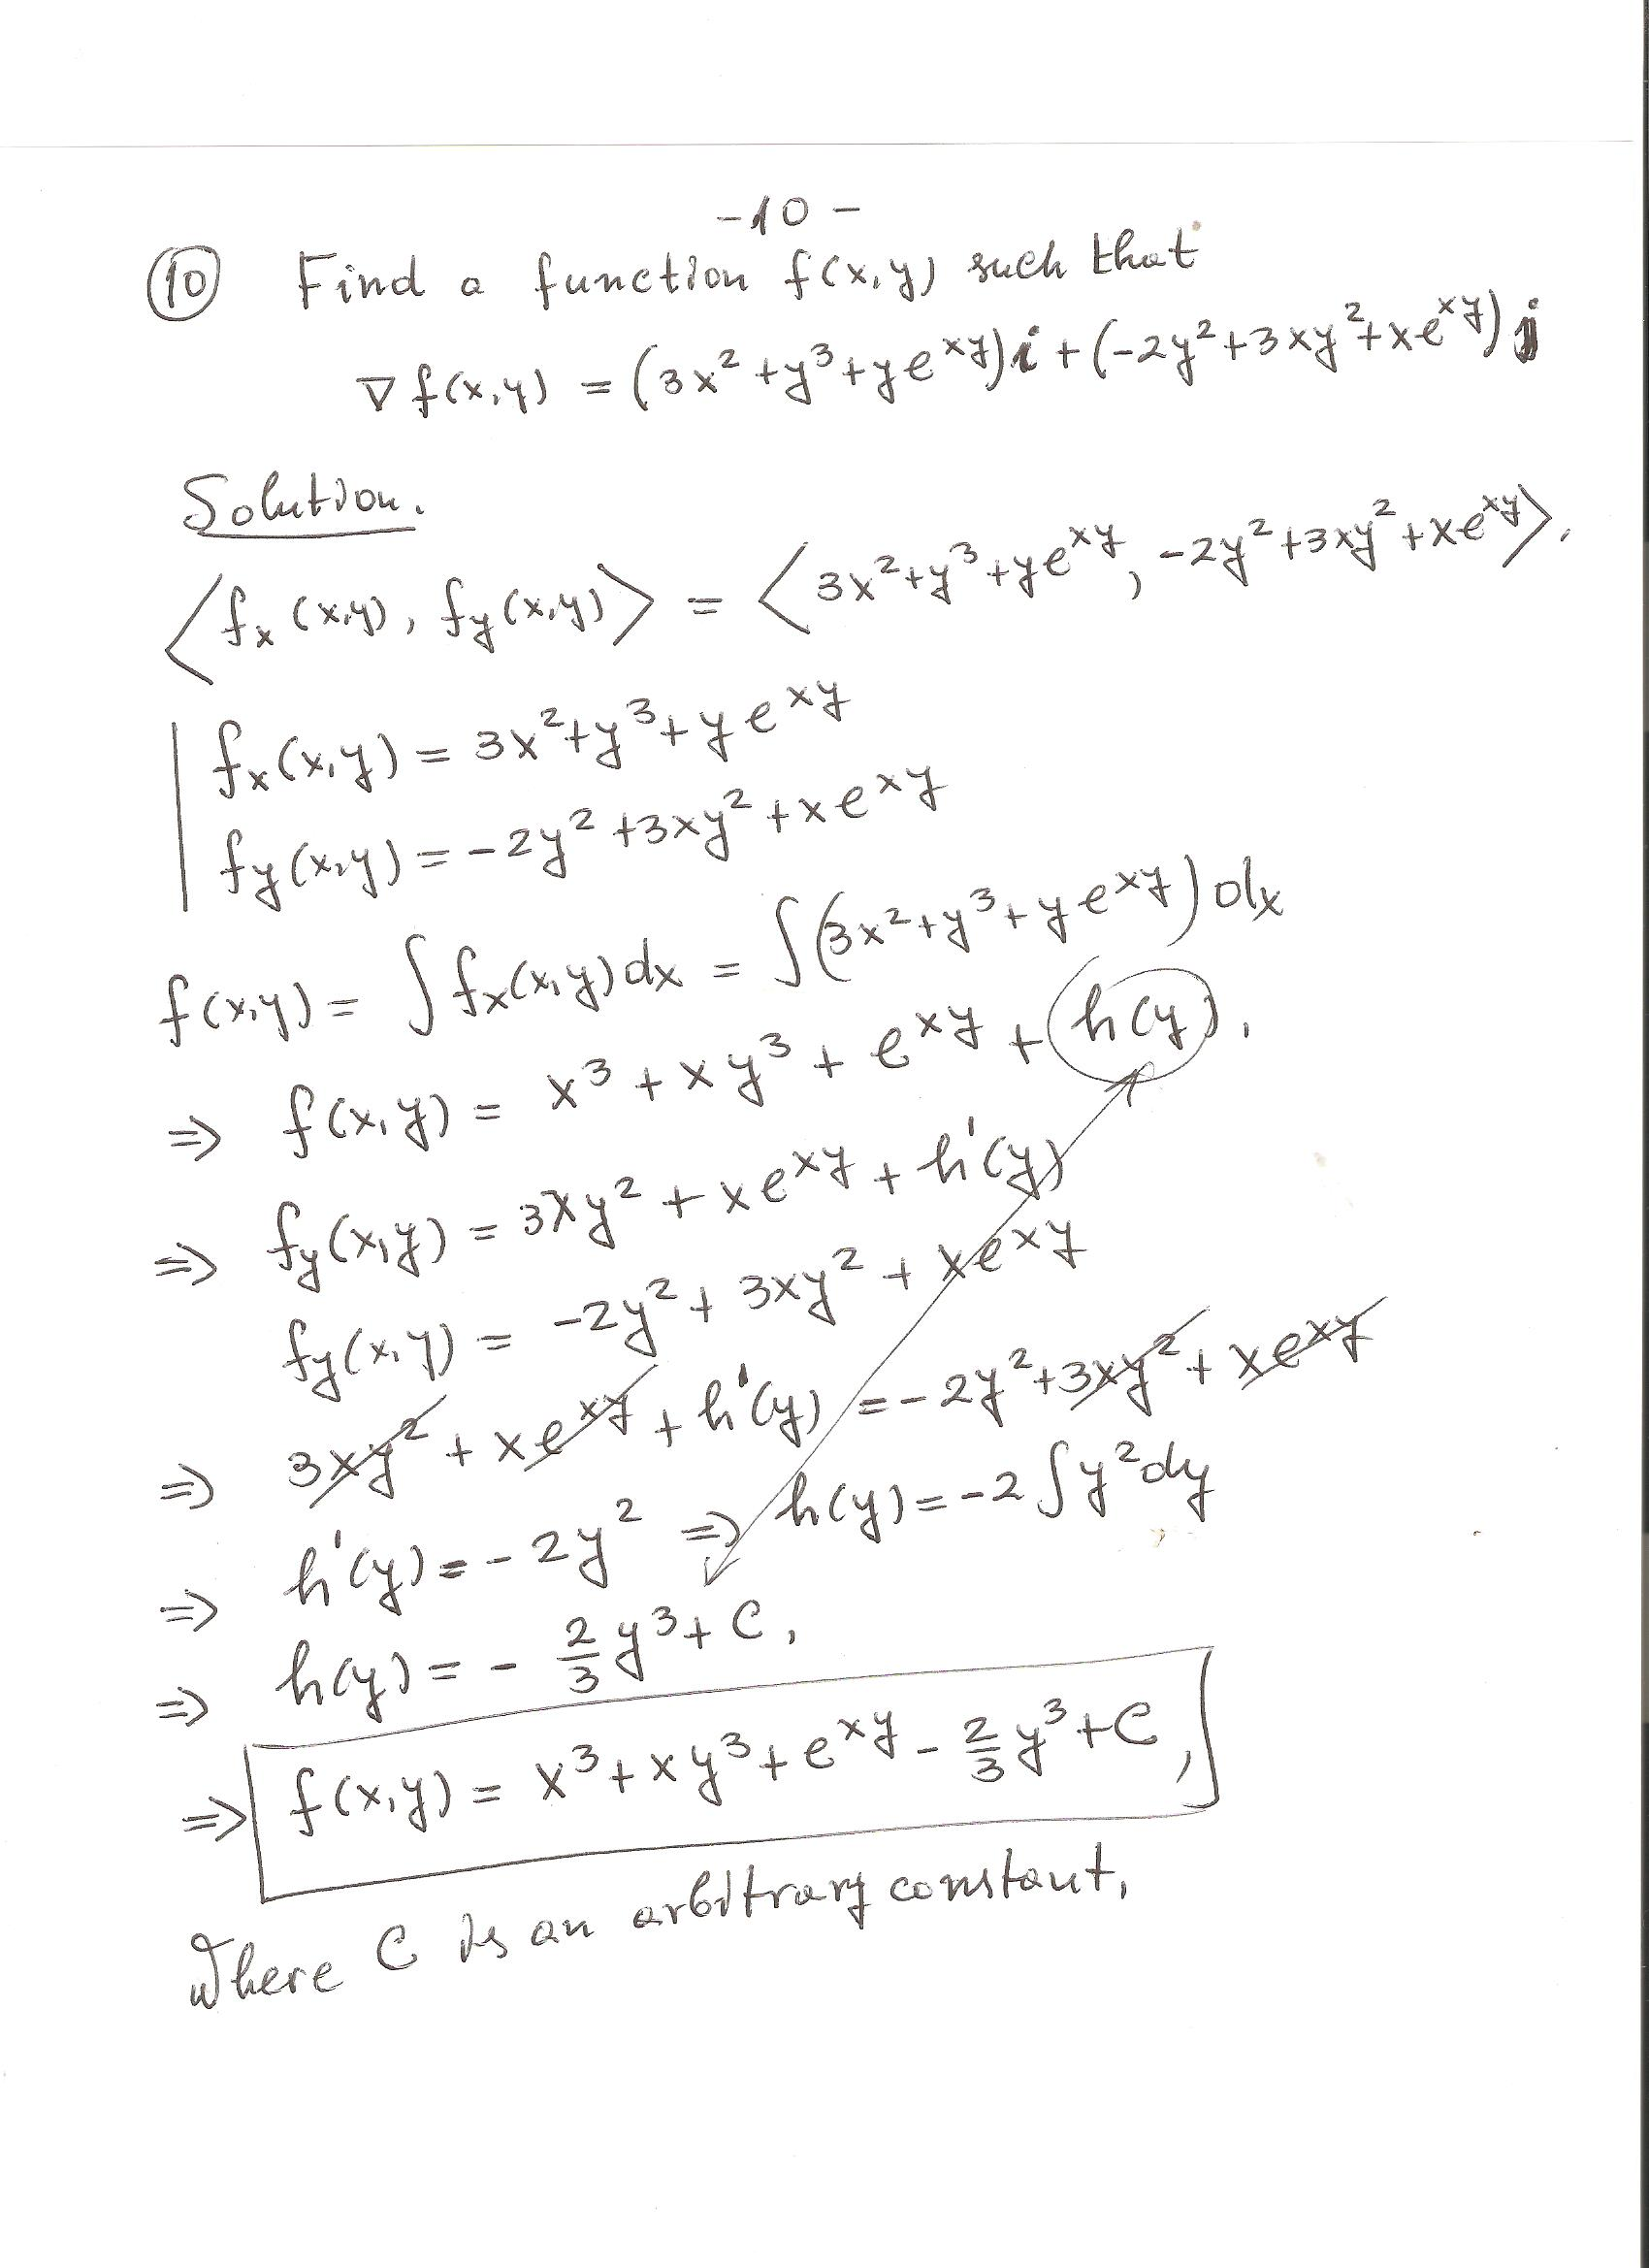 -10-
⑩ Find a function f(x,y) such that
∇f(x,y) = (3x²+y³+ye^{xy})i+(-2y²+3xy²+xe^{xy})j
Solution.
⟨f_x(x,y), f_y(x,y)⟩ = ⟨3x²+y³+ye^{xy}, -2y²+3xy²+xe^{xy}⟩.
f_x(x,y) = 3x²+y³+ye^{xy}
f_y(x,y) = -2y²+3xy²+xe^{xy}
f(x,y) = ∫f_x(x,y)dx = ∫(3x²+y³+ye^{xy})dx
⇒ f(x,y) = x³+xy³+e^{xy}+h(y).
⇒ f_y(x,y) = 3xy²+xe^{xy}+h'(y)
f_y(x,y) = -2y²+3xy²+xe^{xy}
⇒ 3xy²+xe^{xy}+h'(y) = -2y²+3xy²+xe^{xy}
⇒ h'(y) = -2y² ⇒ h(y) = -2∫y²dy
⇒ h(y) = -\frac{2}{3}y³+C,
⇒ f(x,y) = x³+xy³+e^{xy}-\frac{2}{3}y³+C,
Where C is an arbitrary constant.